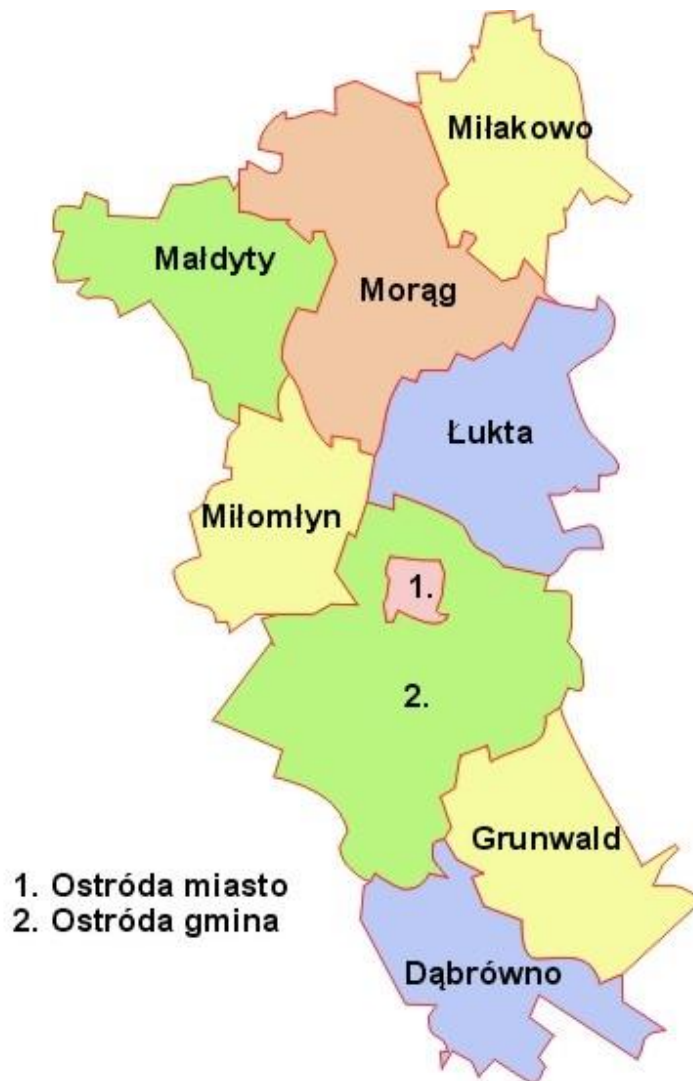 Miłakowo
Małdyty
Morąg
Łukta
Miłomłyn
1.
2.
Grunwald
1. Ostróda miasto
2. Ostróda gmina
Dąbrówno